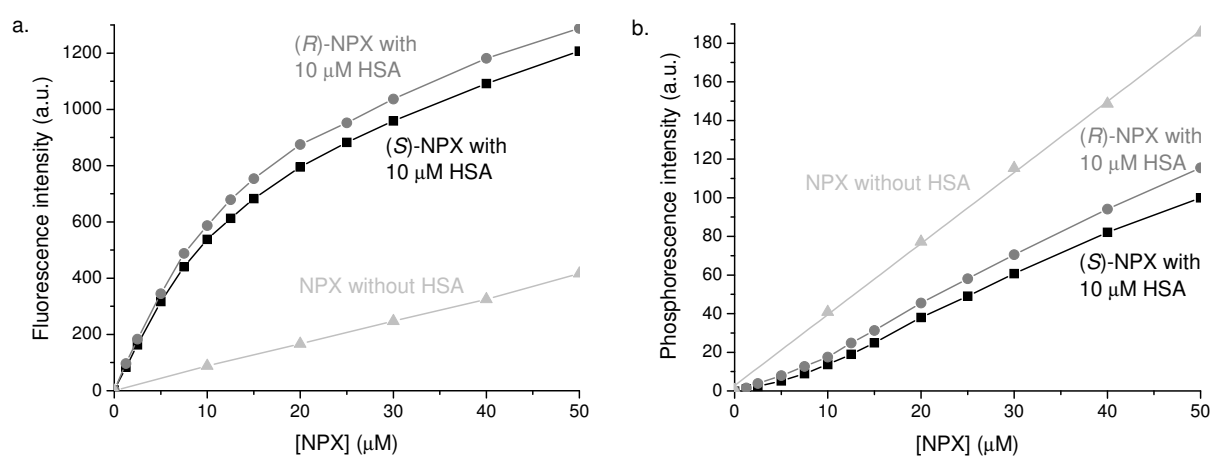 a.
Fluorescence intensity (a.u.)
1200
1000
800
600
400
200
0
0
10
20
30
40
50
[NPX] (μM)
(R)-NPX with
10 μM HSA
(S)-NPX with
10 μM HSA
NPX without HSA
b.
Phosphorescence intensity (a.u.)
180
160
140
120
100
80
60
40
20
0
0
10
20
30
40
50
[NPX] (μM)
NPX without HSA
(R)-NPX with
10 μM HSA
(S)-NPX with
10 μM HSA